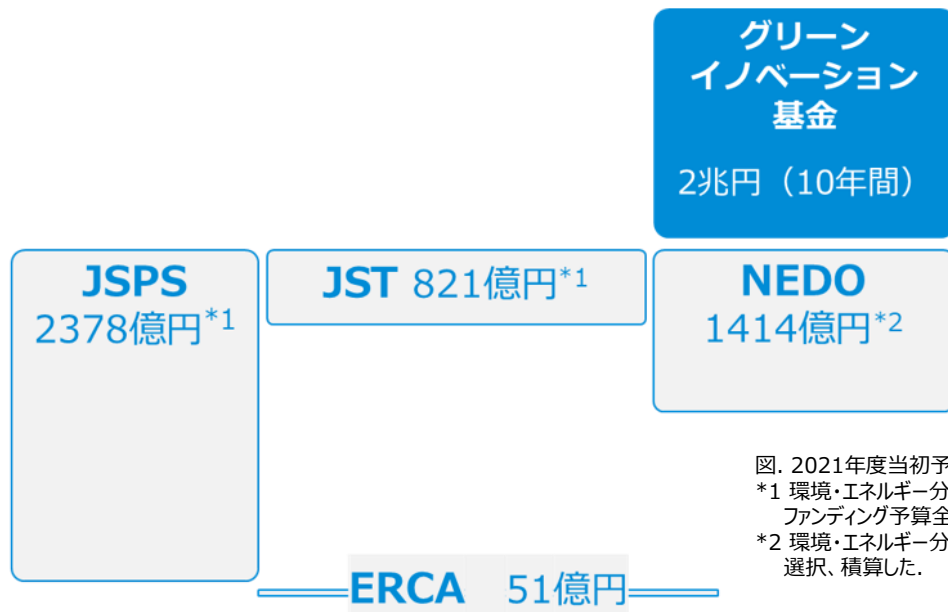 グリーン
イノベーション
基金
2兆円（10年間）
JSPS
2378億円*1
JST 821億円*1
NEDO
1414億円*2
図. 2021年度当初予
*1 環境・エネルギー分
ファンディング予算全
*2 環境・エネルギー分
選択、積算した.
ERCA 51億円